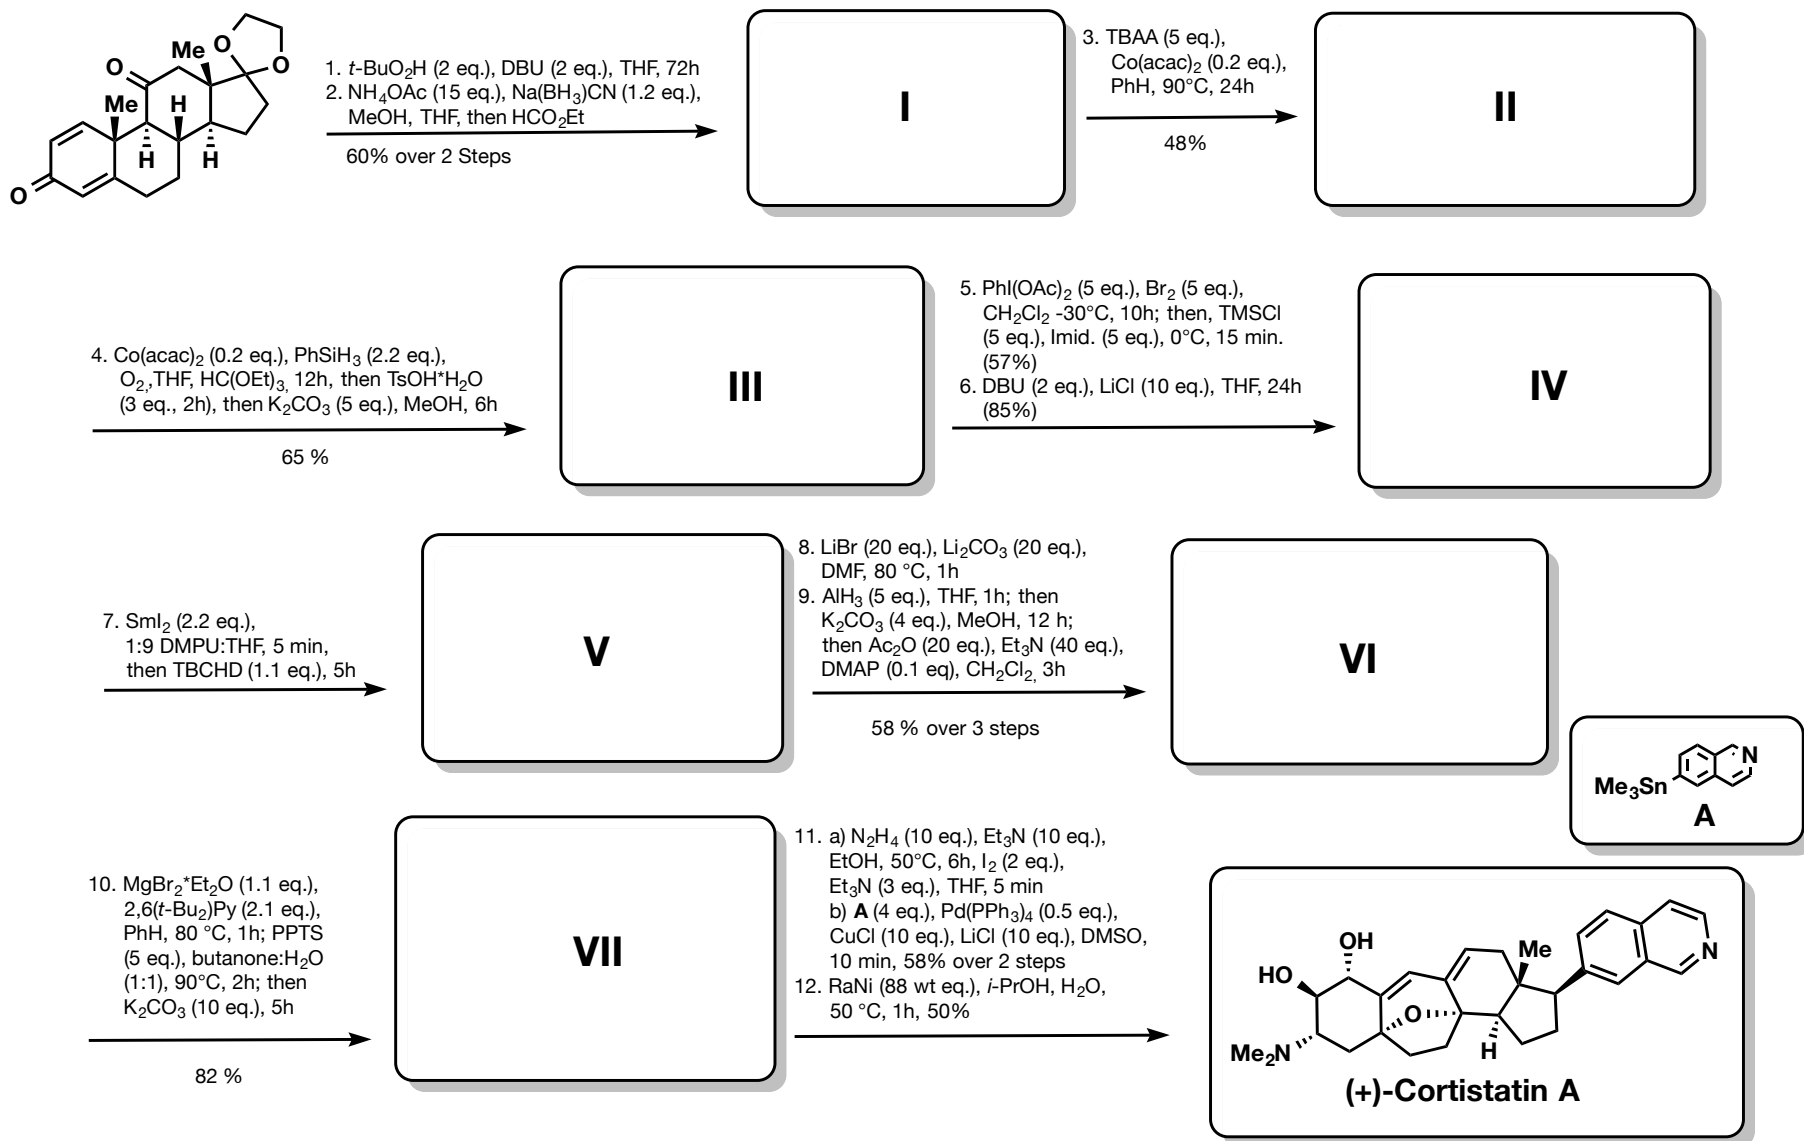 O
O
Me
O
Me
H
H
H
O
1. t-BuO₂H (2 eq.), DBU (2 eq.), THF, 72h
2. NH₄OAc (15 eq.), Na(BH₃)CN (1.2 eq.),
MeOH, THF, then HCO₂Et
60% over 2 Steps
I
3. TBAA (5 eq.),
Co(acac)₂ (0.2 eq.),
PhH, 90°C, 24h
48%
II
4. Co(acac)₂ (0.2 eq.), PhSiH₃ (2.2 eq.),
O₂,,THF, HC(OEt)₃, 12h, then TsOH*H₂O
(3 eq., 2h), then K₂CO₃ (5 eq.), MeOH, 6h
65 %
III
5. PhI(OAc)₂ (5 eq.), Br₂ (5 eq.),
CH₂Cl₂ -30°C, 10h; then, TMSCl
(5 eq.), Imid. (5 eq.), 0°C, 15 min.
(57%)
6. DBU (2 eq.), LiCl (10 eq.), THF, 24h
(85%)
IV
7. SmI₂ (2.2 eq.),
1:9 DMPU:THF, 5 min,
then TBCHD (1.1 eq.), 5h
V
8. LiBr (20 eq.), Li₂CO₃ (20 eq.),
DMF, 80 °C, 1h
9. AlH₃ (5 eq.), THF, 1h; then
K₂CO₃ (4 eq.), MeOH, 12 h;
then Ac₂O (20 eq.), Et₃N (40 eq.),
DMAP (0.1 eq), CH₂Cl₂, 3h
58 % over 3 steps
VI
N
Me₃Sn
A
10. MgBr₂*Et₂O (1.1 eq.),
2,6(t-Bu₂)Py (2.1 eq.),
PhH, 80 °C, 1h; PPTS
(5 eq.), butanone:H₂O
(1:1), 90°C, 2h; then
K₂CO₃ (10 eq.), 5h
82 %
VII
11. a) N₂H₄ (10 eq.), Et₃N (10 eq.),
EtOH, 50°C, 6h, I₂ (2 eq.),
Et₃N (3 eq.), THF, 5 min
b) A (4 eq.), Pd(PPh₃)₄ (0.5 eq.),
CuCl (10 eq.), LiCl (10 eq.), DMSO,
10 min, 58% over 2 steps
12. RaNi (88 wt eq.), i-PrOH, H₂O,
50 °C, 1h, 50%
OH
HO
Me
N
O
H
Me₂N
(+)-Cortistatin A